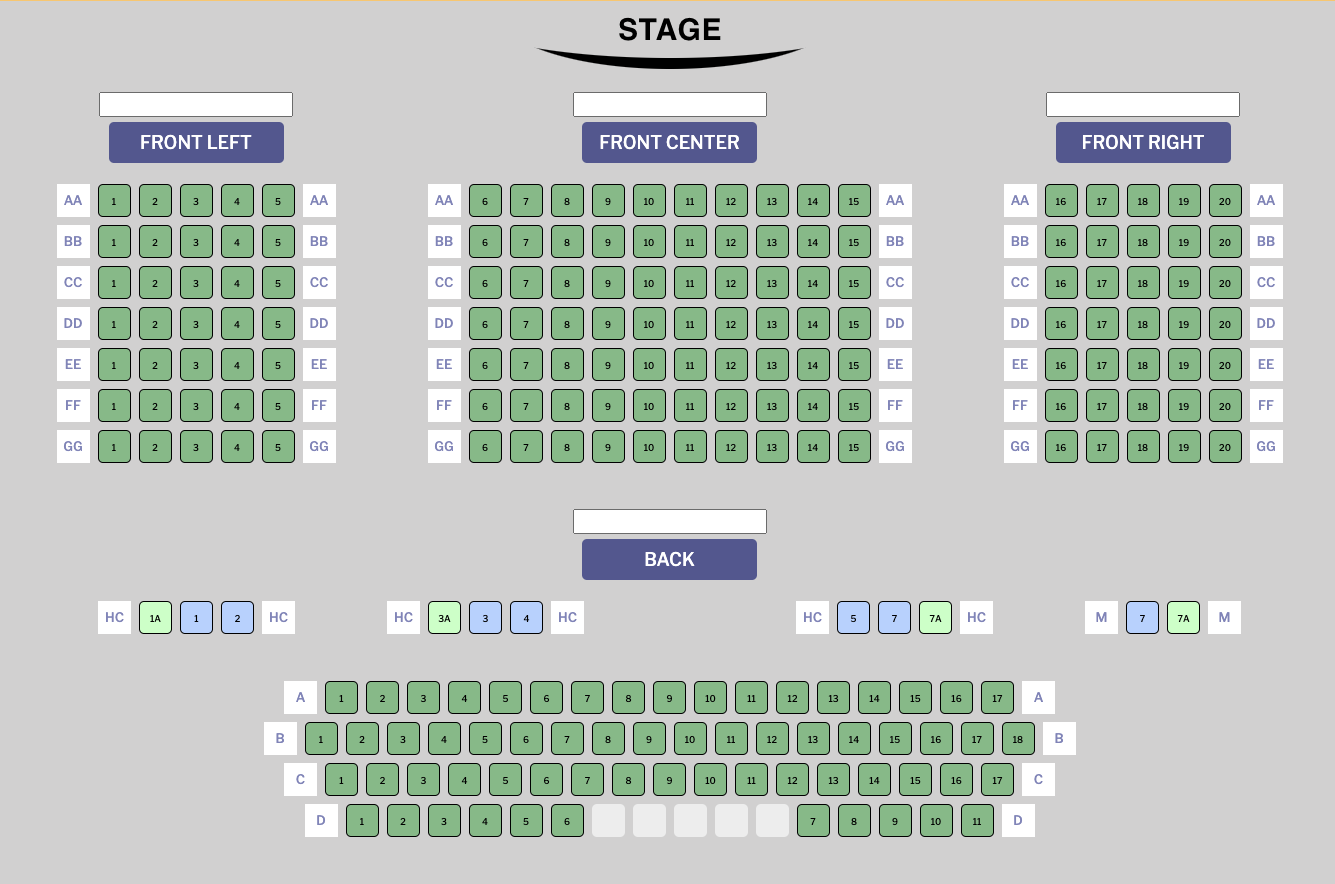 STAGE
FRONT LEFT FRONT CENTER FRONT RIGHT
AA 1 2 3 4 5 AA AA 6 7 8 9 10 11 12 13 14 15 AA AA 16 17 18 19 20 AA
BB 1 2 3 4 5 BB BB 6 7 8 9 10 11 12 13 14 15 BB BB 16 17 18 19 20 BB
CC 1 2 3 4 5 CC CC 6 7 8 9 10 11 12 13 14 15 CC CC 16 17 18 19 20 CC
DD 1 2 3 4 5 DD DD 6 7 8 9 10 11 12 13 14 15 DD DD 16 17 18 19 20 DD
EE 1 2 3 4 5 EE EE 6 7 8 9 10 11 12 13 14 15 EE EE 16 17 18 19 20 EE
FF 1 2 3 4 5 FF FF 6 7 8 9 10 11 12 13 14 15 FF FF 16 17 18 19 20 FF
GG 1 2 3 4 5 GG GG 6 7 8 9 10 11 12 13 14 15 GG GG 16 17 18 19 20 GG
BACK
HC 1A 1 2 HC HC 3A 3 4 HC HC 5 7 7A HC M 7 7A M
A 1 2 3 4 5 6 7 8 9 10 11 12 13 14 15 16 17 A
B 1 2 3 4 5 6 7 8 9 10 11 12 13 14 15 16 17 18 B
C 1 2 3 4 5 6 7 8 9 10 11 12 13 14 15 16 17 C
D 1 2 3 4 5 6 7 8 9 10 11 D